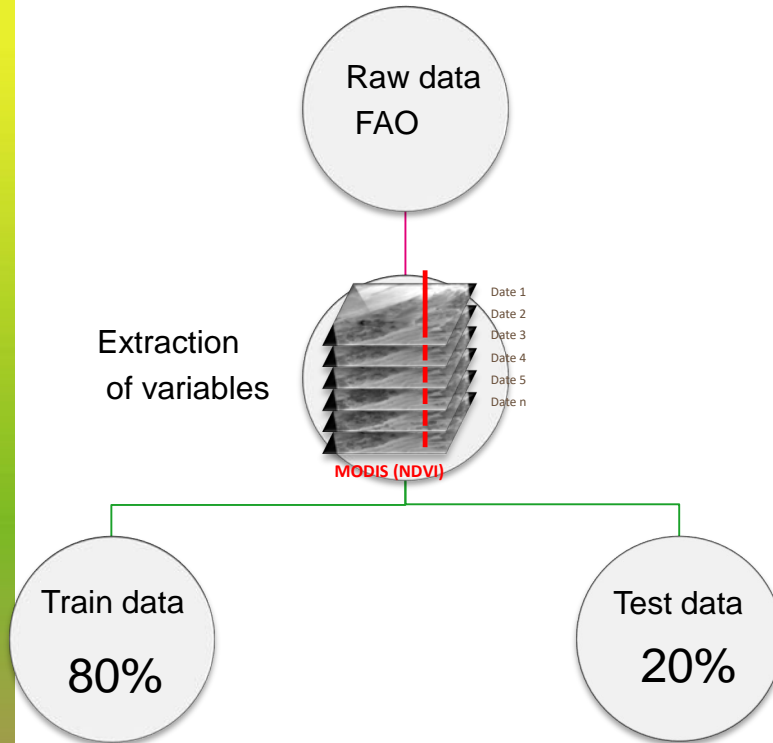 Raw data
FAO
Extraction
of variables
Date 1
Date 2
Date 3
Date 4
Date 5
Date n
MODIS (NDVI)
Train data
80%
Test data
20%